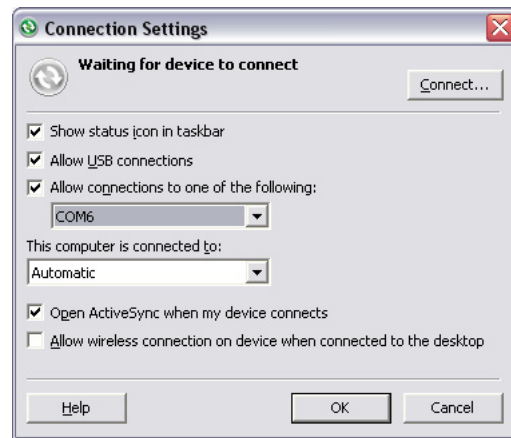 Connection Settings
Waiting for device to connect
Connect...
Show status icon in taskbar
Allow USB connections
Allow connections to one of the following:
COM6
This computer is connected to:
Automatic
Open ActiveSync when my device connects
Allow wireless connection on device when connected to the desktop
Help OK Cancel